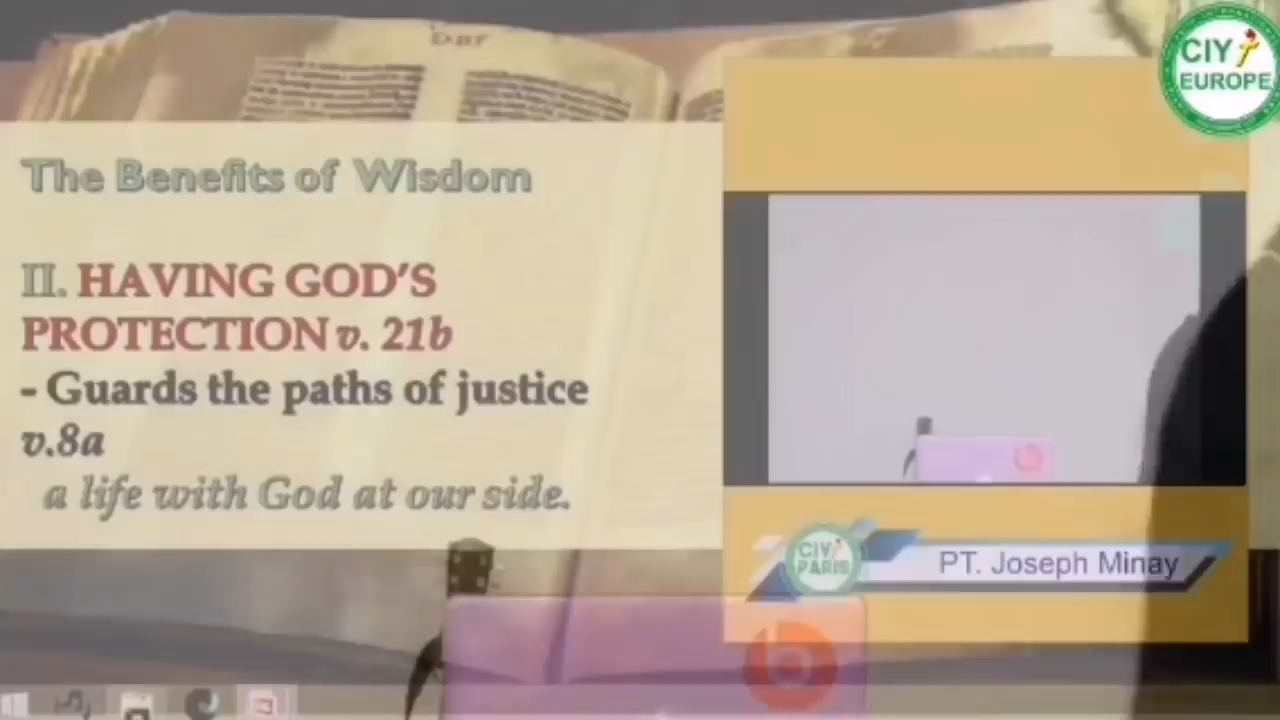 CIY
EUROPE
The Benefits of Wisdom
II. HAVING GOD'S
PROTECTION v. 21b
- Guards the paths of justice
v.8a
a life with God at our side.
CIY
PARIS
PT. Joseph Minay